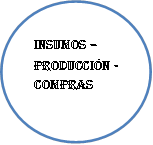 INSUMOS –
PRODUCCIÓN -
COMPRAS